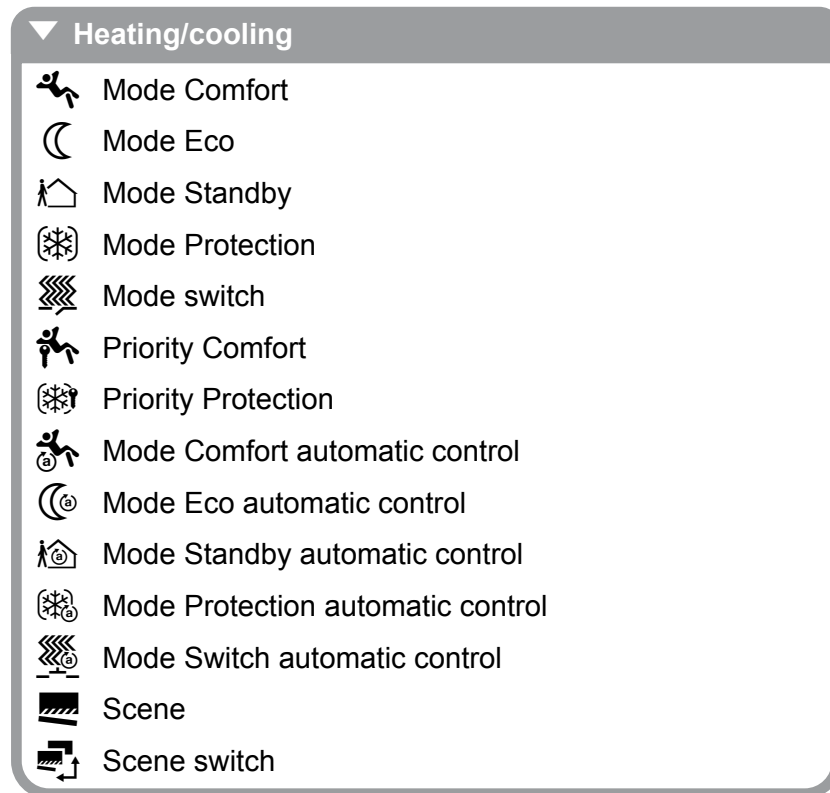 Heating/cooling
Mode Comfort
Mode Eco
Mode Standby
Mode Protection
Mode switch
Priority Comfort
Priority Protection
Mode Comfort automatic control
Mode Eco automatic control
Mode Standby automatic control
Mode Protection automatic control
Mode Switch automatic control
Scene
Scene switch